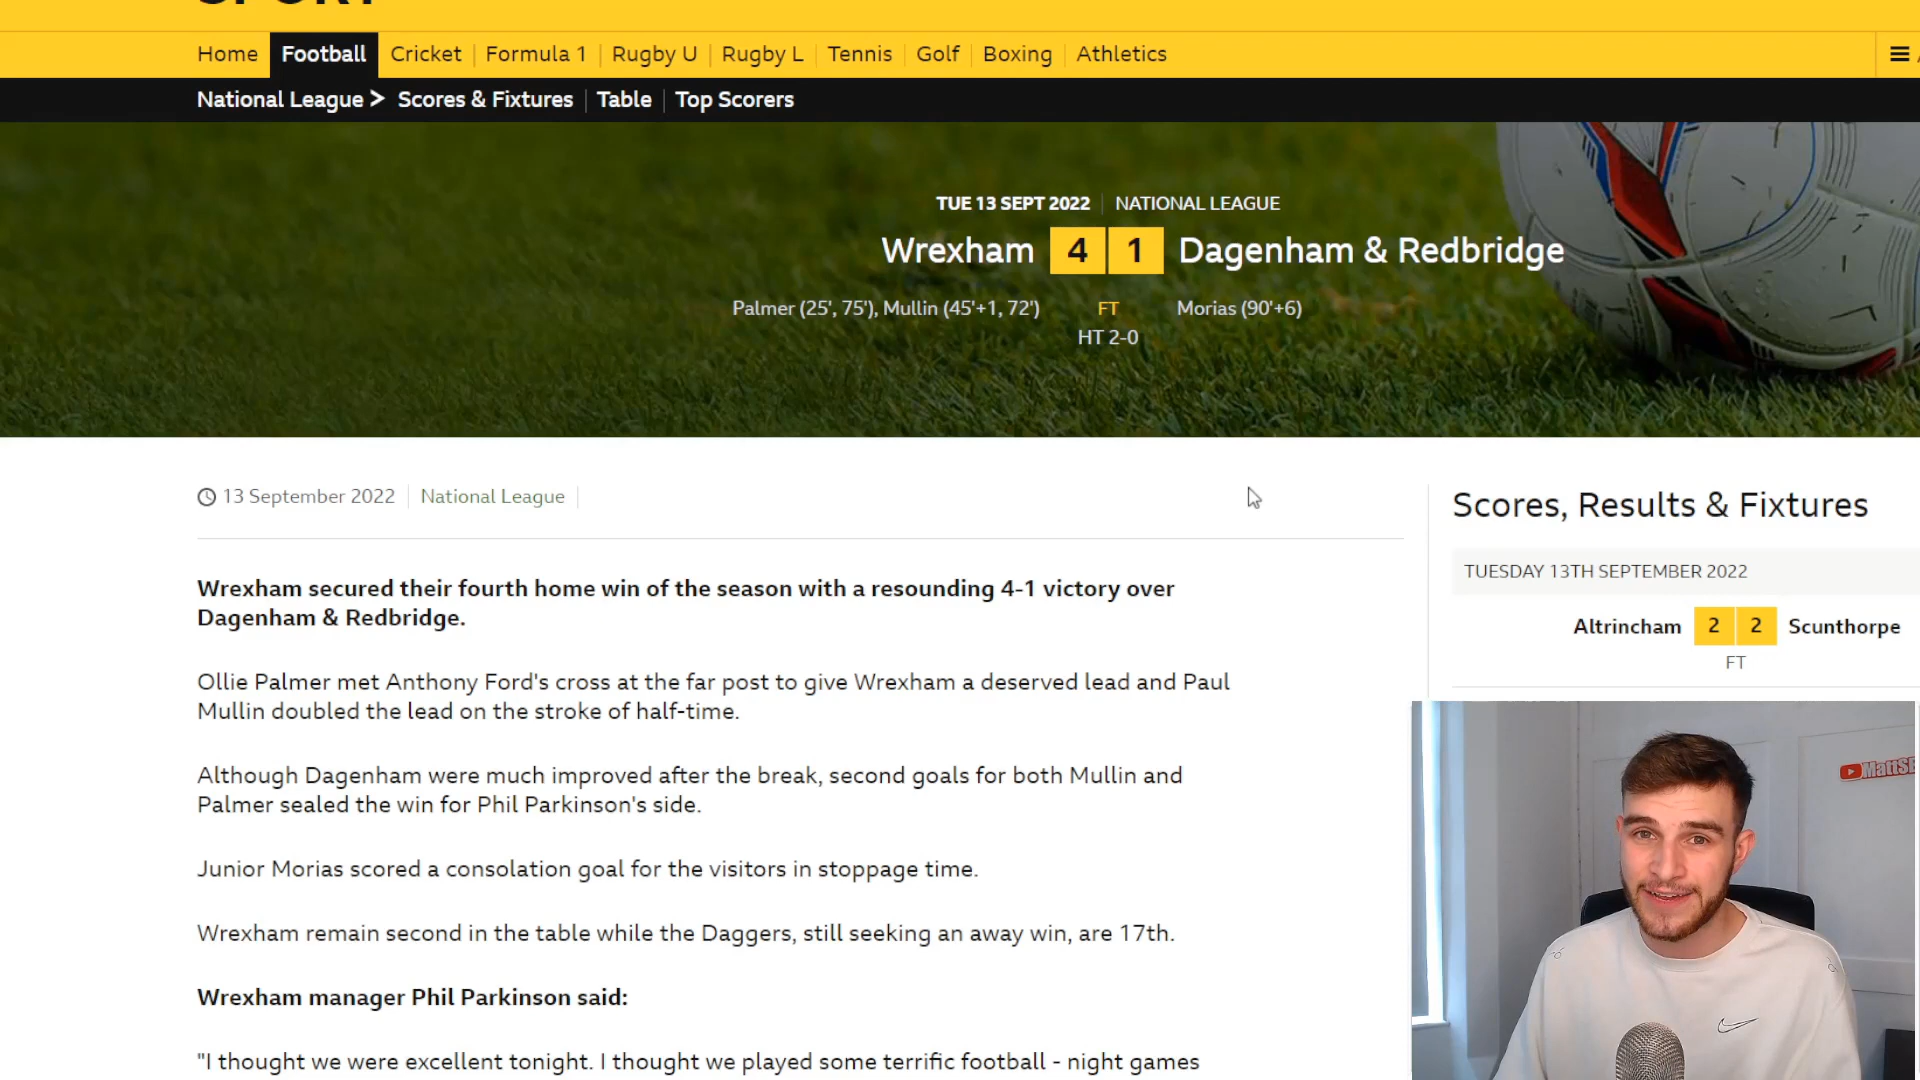 Home Football Cricket Formula 1 Rugby U Rugby L Tennis Golf Boxing Athletics
National League > Scores & Fixtures Table Top Scorers
TUE 13 SEPT 2022 NATIONAL LEAGUE
Wrexham 4 1 Dagenham & Redbridge
Palmer (25', 75'), Mullin (45'+1, 72') FT Morias (90'+6)
HT 2-0
13 September 2022 National League
Wrexham secured their fourth home win of the season with a resounding 4-1 victory over
Dagenham & Redbridge.
Ollie Palmer met Anthony Ford's cross at the far post to give Wrexham a deserved lead and Paul
Mullin doubled the lead on the stroke of half-time.
Although Dagenham were much improved after the break, second goals for both Mullin and
Palmer sealed the win for Phil Parkinson's side.
Junior Morias scored a consolation goal for the visitors in stoppage time.
Wrexham remain second in the table while the Daggers, still seeking an away win, are 17th.
Wrexham manager Phil Parkinson said:
"I thought we were excellent tonight. I thought we played some terrific football - night games
Scores, Results & Fixtures
TUESDAY 13TH SEPTEMBER 2022
Altrincham 2 2 Scunthorpe
FT